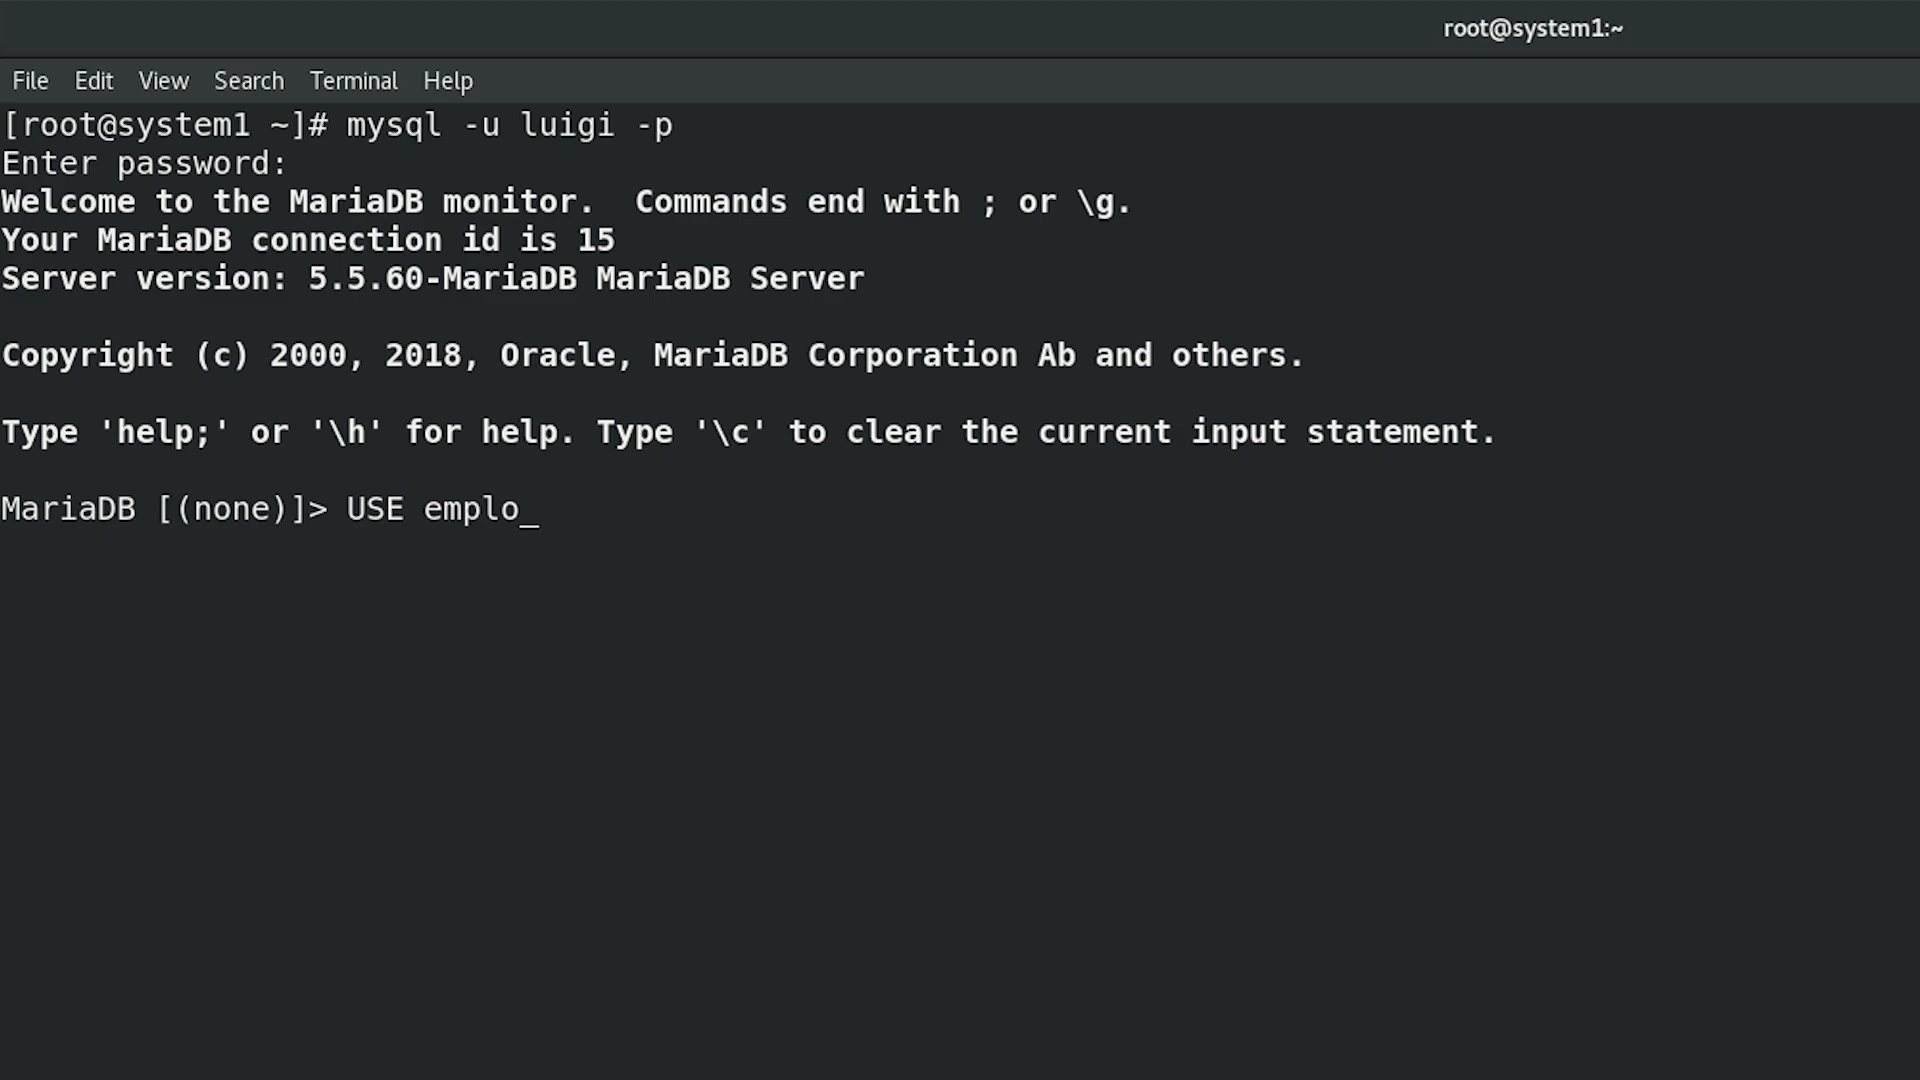 root@system1:~
File Edit View Search Terminal Help
[root@system1 ~]# mysql -u luigi -p
Enter password:
Welcome to the MariaDB monitor.  Commands end with ; or \g.
Your MariaDB connection id is 15
Server version: 5.5.60-MariaDB MariaDB Server
Copyright (c) 2000, 2018, Oracle, MariaDB Corporation Ab and others.
Type 'help;' or '\h' for help. Type '\c' to clear the current input statement.
MariaDB [(none)]> USE emplo_